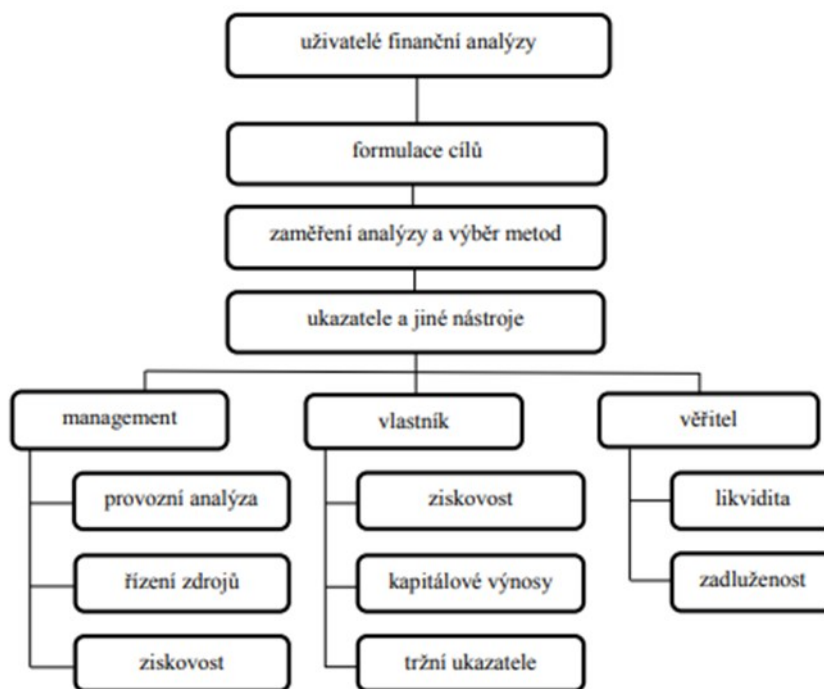 uživatelé finanční analýzy
formulace cílů
zaměření analýzy a výběr metod
ukazatele a jiné nástroje
management
provozní analýza
řízení zdrojů
ziskovost
vlastník
ziskovost
kapitálové výnosy
tržní ukazatele
věřitel
likvidita
zadluženost